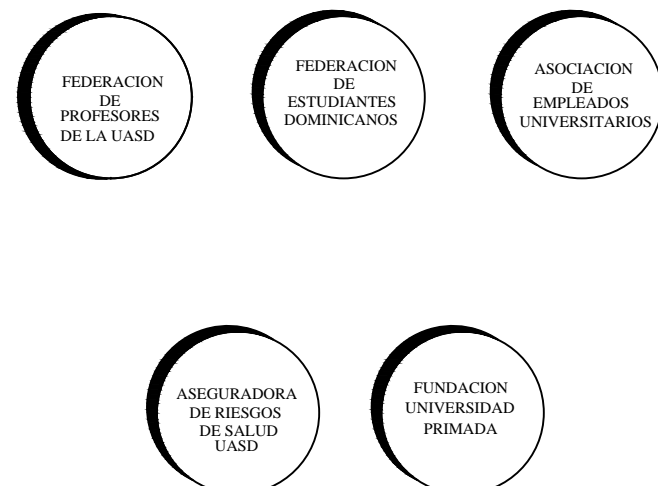 FEDERACION
DE
PROFESORES
DE LA UASD
FEDERACION
DE
ESTUDIANTES
DOMINICANOS
ASOCIACION
DE
EMPLEADOS
UNIVERSITARIOS
ASEGURADORA
DE RIESGOS
DE SALUD
UASD
FUNDACION
UNIVERSIDAD
PRIMADA